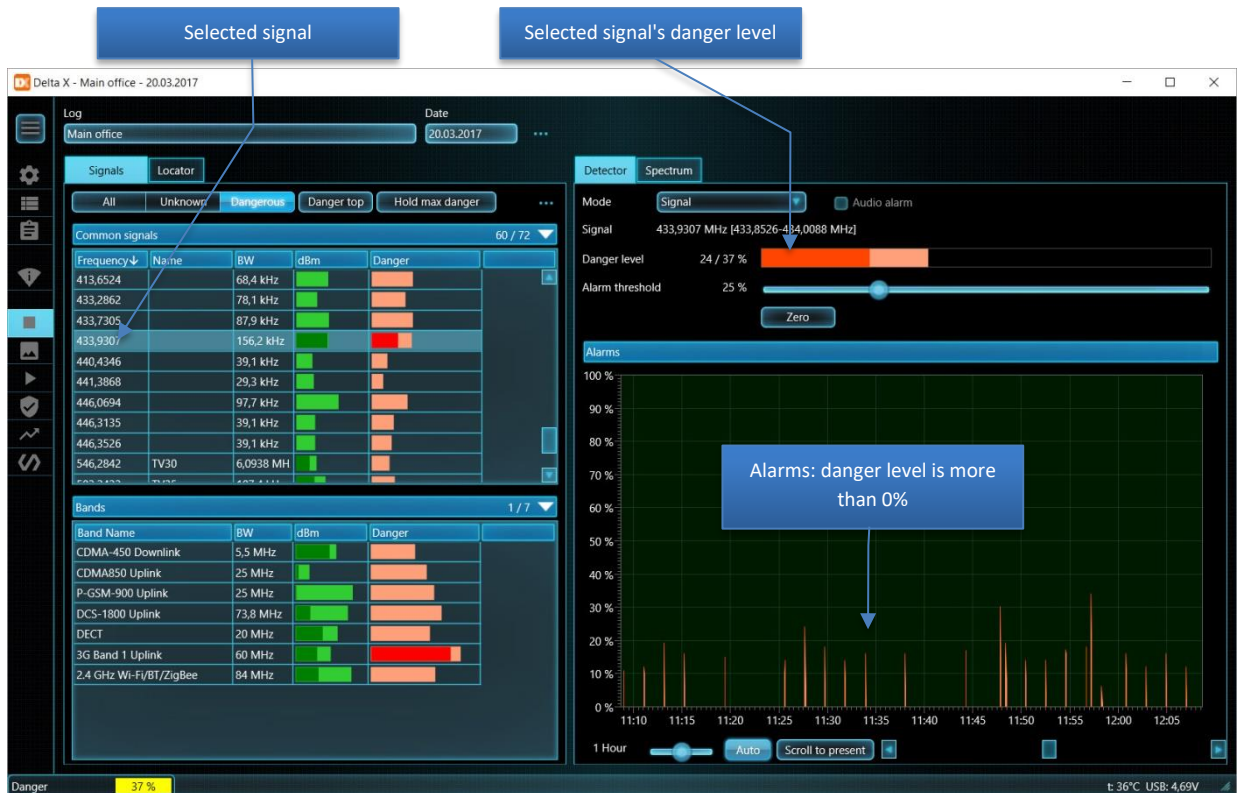 Selected signal
Selected signal's danger level
Delta X - Main office - 20.03.2017
Log
Date
Main office
20.03.2017
Signals Locator
Detector Spectrum
All Unknown Dangerous Danger top Hold max danger
Mode Signal Audio alarm
Common signals 60 / 72
Signal 433,9307 MHz [433,8526-434,0088 MHz]
Frequency Name BW dBm Danger
Danger level 24 / 37 %
413,6524 68,4 kHz
Alarm threshold 25 %
433,2862 78,1 kHz
433,7305 87,9 kHz
Zero
433,9307 156,2 kHz
440,4346 39,1 kHz
441,3868 29,3 kHz
446,0694 97,7 kHz
446,3135 39,1 kHz
446,3526 39,1 kHz
546,2842 TV30 6,0938 MH
Bands 1 / 7
Band Name BW dBm Danger
CDMA-450 Downlink 5,5 MHz
CDMA850 Uplink 25 MHz
P-GSM-900 Uplink 25 MHz
DCS-1800 Uplink 73,8 MHz
DECT 20 MHz
3G Band 1 Uplink 60 MHz
2.4 GHz Wi-Fi/BT/ZigBee 84 MHz
Alarms
100 %
90 %
80 %
70 %
60 %
50 %
40 %
30 %
20 %
10 %
0 %
Alarms: danger level is more
than 0%
11:10 11:15 11:20 11:25 11:30 11:35 11:40 11:45 11:50 11:55 12:00 12:05
1 Hour Auto Scroll to present
Danger 37 %
t: 36°C USB: 4,69V